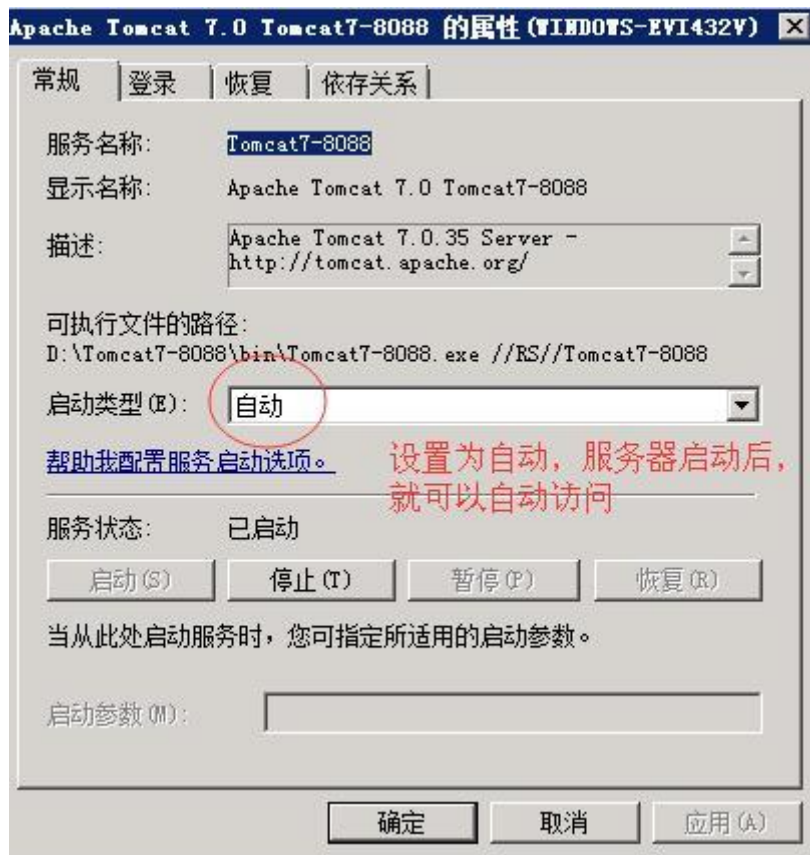 Apache Tomcat 7.0 Tomcat7-8088 的属性(WINDOWS-EVI432V)
常规 登录 恢复 依存关系
服务名称: Tomcat7-8088
显示名称: Apache Tomcat 7.0 Tomcat7-8088
描述: Apache Tomcat 7.0.35 Server -
http://tomcat.apache.org/
可执行文件的路径:
D:\Tomcat7-8088\bin\Tomcat7-8088.exe //RS//Tomcat7-8088
启动类型(E): 自动
帮助我配置服务启动选项。
设置为自动，服务器启动后，
就可以自动访问
服务状态: 已启动
启动(S) 停止(T) 暂停(P) 恢复(R)
当从此处启动服务时，您可指定所适用的启动参数。
启动参数(M):
确定 取消 应用(A)